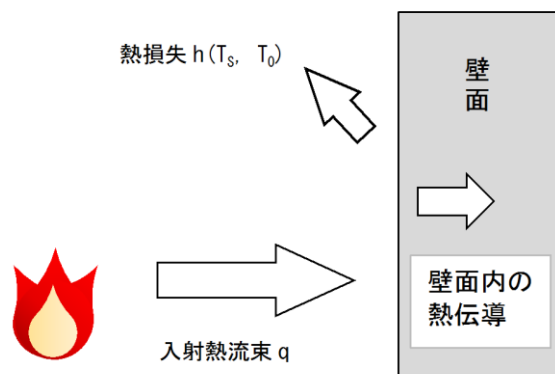 熱損失 h(Ts, T0)
壁
面
壁面内の
熱伝導
入射熱流束 q